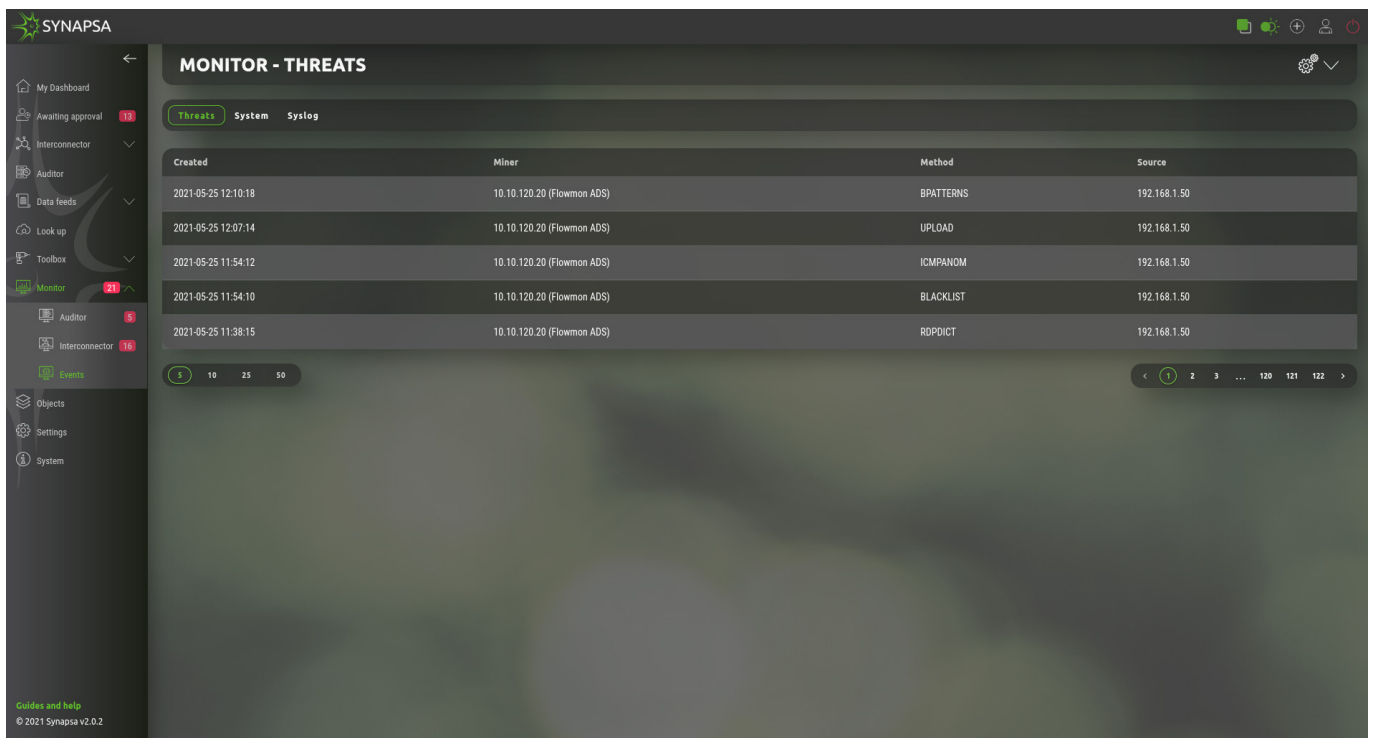 SYNAPSA
MONITOR - THREATS
My Dashboard
Awaiting approval 13
Interconnector
Auditor
Data feeds
Look up
Toolbox
Monitor 21
Auditor 5
Interconnector 16
Events
Objects
Settings
System
Guides and help
© 2021 Synapsa v2.0.2
Threats System Syslog
Created Miner Method Source
2021-05-25 12:10:18 10.10.120.20 (Flowmon ADS) BPATTERNS 192.168.1.50
2021-05-25 12:07:14 10.10.120.20 (Flowmon ADS) UPLOAD 192.168.1.50
2021-05-25 11:54:12 10.10.120.20 (Flowmon ADS) ICMPANOM 192.168.1.50
2021-05-25 11:54:10 10.10.120.20 (Flowmon ADS) BLACKLIST 192.168.1.50
2021-05-25 11:38:15 10.10.120.20 (Flowmon ADS) RDPDICT 192.168.1.50
5 10 25 50
‹ 1 2 3 ... 120 121 122 ›